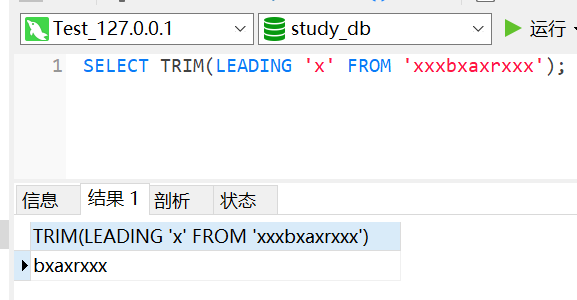 Test_127.0.0.1 study_db 运行
1 SELECT TRIM(LEADING 'x' FROM 'xxxbxaxrxxx');
信息 结果 1 剖析 状态
TRIM(LEADING 'x' FROM 'xxxbxaxrxxx')
bxaxrxxx